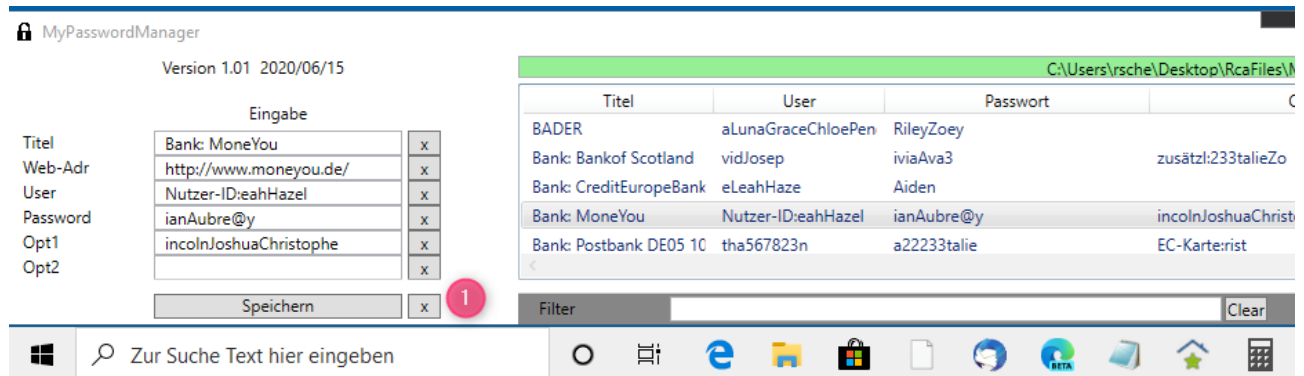 MyPasswordManager
Version 1.01 2020/06/15
Eingabe
Titel Bank: MoneYou x
Web-Adr http://www.moneyou.de/ x
User Nutzer-ID:eahHazel x
Password ianAubre@y x
Opt1 incolnJoshuaChristophe x
Opt2 x
Speichern x 1
C:\Users\rsche\Desktop\RcaFiles\
Titel User Passwort
BADER aLunaGraceChloePen RileyZoey
Bank: Bankof Scotland vidJosep iviaAva3 zusätzl:233talieZo
Bank: CreditEuropeBank eLeahHaze Aiden
Bank: MoneYou Nutzer-ID:eahHazel ianAubre@y incolnJoshuaChrist
Bank: Postbank DE05 10 tha567823n a22233talie EC-Karte:rist
Filter Clear
Zur Suche Text hier eingeben
BETA